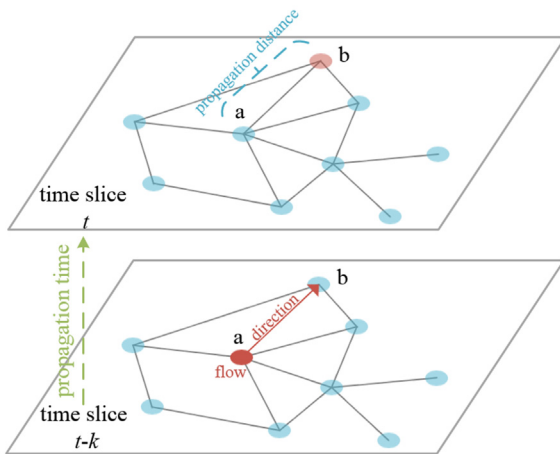 propagation distance
b
a
time slice
t
propagation time
b
a
direction
flow
time slice
t-k